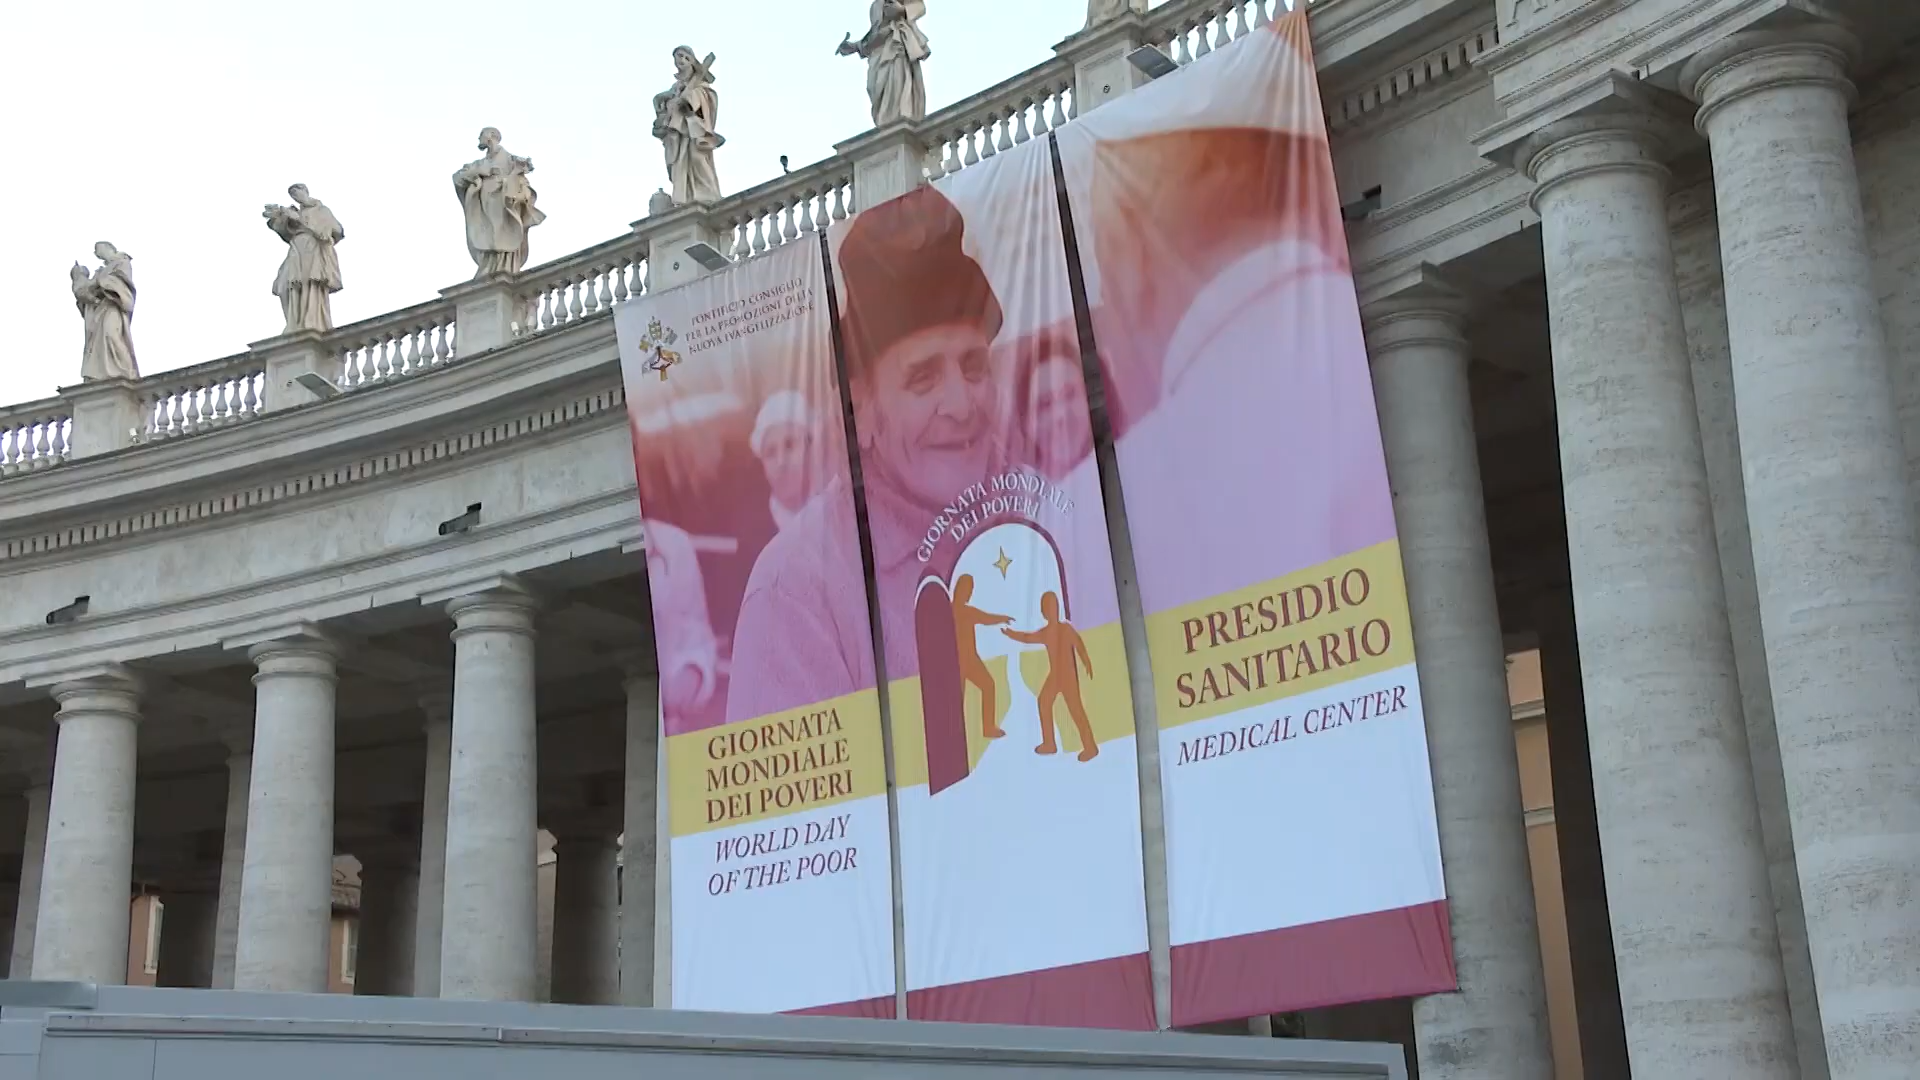 PONTIFICIO CONSIGLIO
PER LA PROMOZIONE DELLA
NUOVA EVANGELIZZAZIONE
GIORNATA MONDIALE
DEI POVERI
GIORNATA
MONDIALE
DEI POVERI
WORLD DAY
OF THE POOR
PRESIDIO
SANITARIO
MEDICAL CENTER